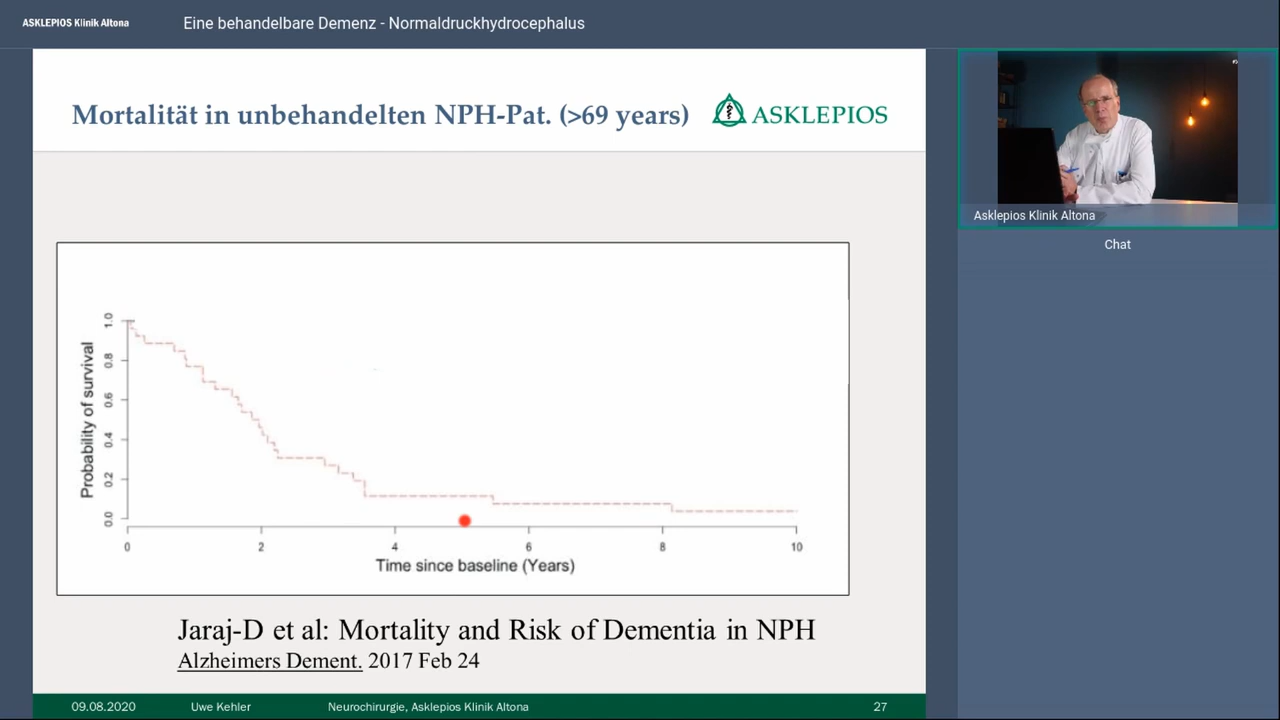 ASKLEPIOS Klinik Altona
Eine behandelbare Demenz - Normaldruckhydrocephalus
Mortalität in unbehandelten NPH-Pat. (>69 years)
ASKLEPIOS
Asklepios Klinik Altona
Chat
Probability of survival
1.0
0.8
0.6
0.4
0.2
0.0
0 2 4 6 8 10
Time since baseline (Years)
Jaraj-D et al: Mortality and Risk of Dementia in NPH
Alzheimers Dement. 2017 Feb 24
09.08.2020 Uwe Kehler Neurochirurgie, Asklepios Klinik Altona 27